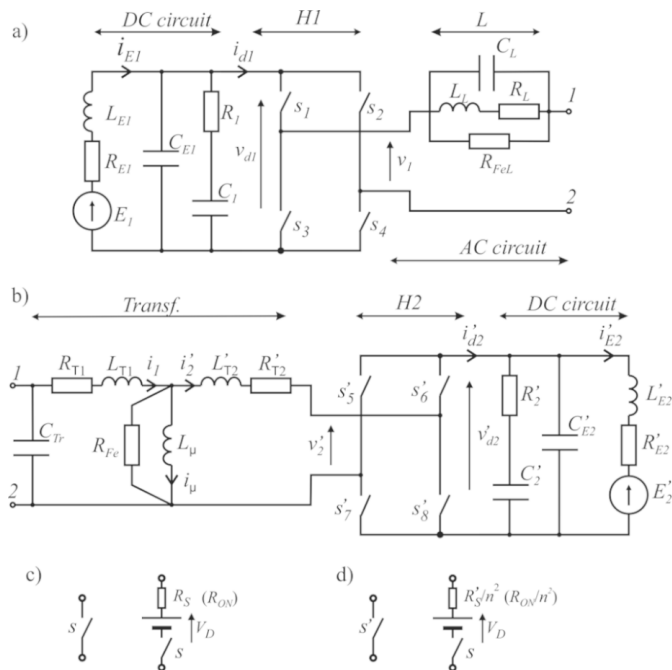 a)
DC circuit
H1
L
i_E1
i_d1
C_L
L_L
R_L
1
L_E1
R_1
s_1
s_2
C_E1
v_d1
R_FeL
R_E1
v_1
E_1
C_1
2
s_3
s_4
AC circuit
b)
Transf.
H2
DC circuit
i'_d2
i'_E2
1
R_T1
L_T1
i_1
i'_2
L'_T2
R'_T2
s'_5
s'_6
R'_2
L'_E2
C_Tr
R_Fe
L_μ
v'_2
v'_d2
C'_E2
R'_E2
i_μ
C'_2
E'_2
2
s'_7
s'_8
c)
d)
R_S (R_ON)
R'_S/n² (R_ON/n²)
s
V_D
s
s'
V_D
s